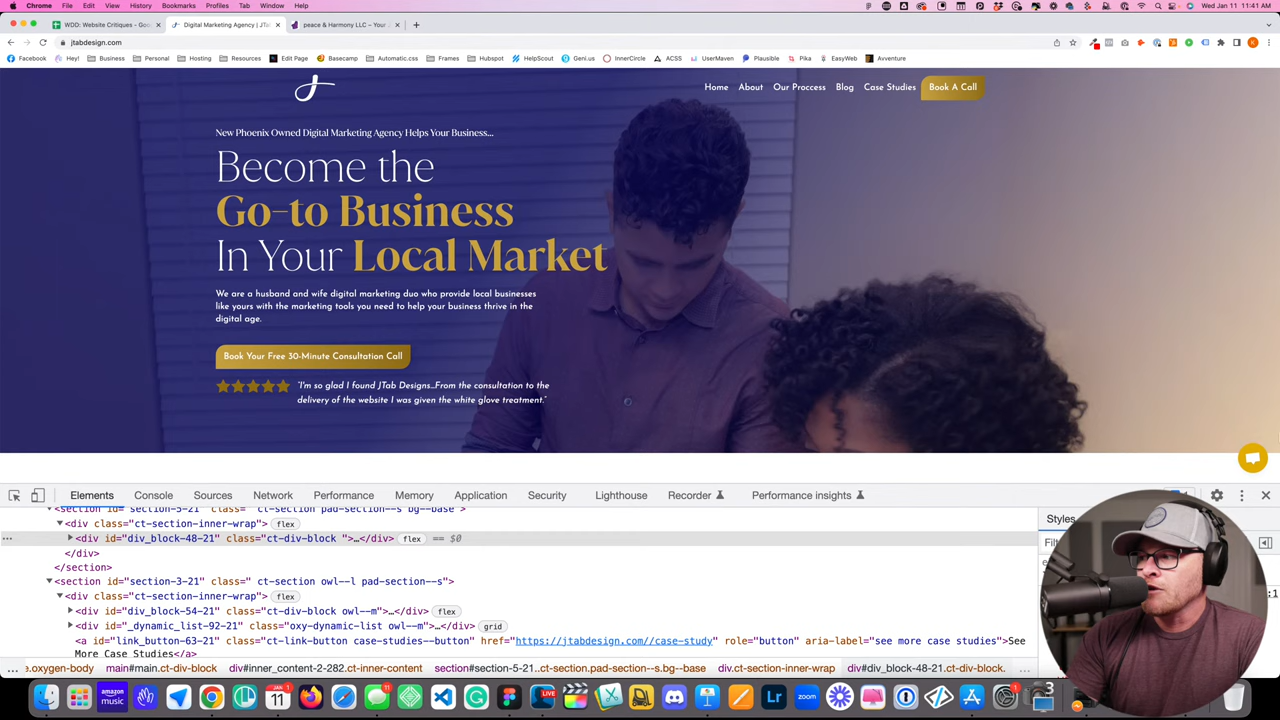 Chrome File Edit View History Bookmarks Profiles Tab Window Help Wed Jan 11 11:41 AM
WDD: Website Critiques - Goo Digital Marketing Agency | JTa peace & Harmony LLC – Your
jtabdesign.com
Facebook Hey! Business Personal Hosting Resources Edit Page Basecamp Automatic.css Frames Hubspot HelpScout Geni.us InnerCircle ACSS UserMaven Plausible Pika EasyWeb Avventure
Home About Our Proccess Blog Case Studies Book A Call
New Phoenix Owned Digital Marketing Agency Helps Your Business...
Become the
Go-to Business
In Your Local Market
We are a husband and wife digital marketing duo who provide local businesses
like yours with the marketing tools you need to help your business thrive in the
digital age.
Book Your Free 30-Minute Consultation Call
"I'm so glad I found JTab Designs...From the consultation to the
delivery of the website I was given the white glove treatment."
Elements Console Sources Network Performance Memory Application Security Lighthouse Recorder Performance insights
<section id="section-5-21" class=" ct-section pad-section--s bg--base">
<div class="ct-section-inner-wrap"> flex
<div id="div_block-48-21" class="ct-div-block ">…</div> flex == $0
</div>
</section>
<section id="section-3-21" class=" ct-section owl--l pad-section--s">
<div class="ct-section-inner-wrap"> flex
<div id="div_block-54-21" class="ct-div-block owl--m">…</div> flex
<div id="_dynamic_list-92-21" class="oxy-dynamic-list owl--m">…</div> grid
<a id="link_button-63-21" class="ct-link-button case-studies--button" href="https://jtabdesign.com//case-study" role="button" aria-label="see more case studies">See
More Case Studies</a>
… e.oxygen-body main#main.ct-div-block div#inner_content-2-282.ct-inner-content section#section-5-21..ct-section.pad-section--s.bg--base div.ct-section-inner-wrap div#div_block-48-21.ct-div-block. …
Styles
:1
amazon
music
JAN
11
1
11
LIVE
Lr
zoom
1
3